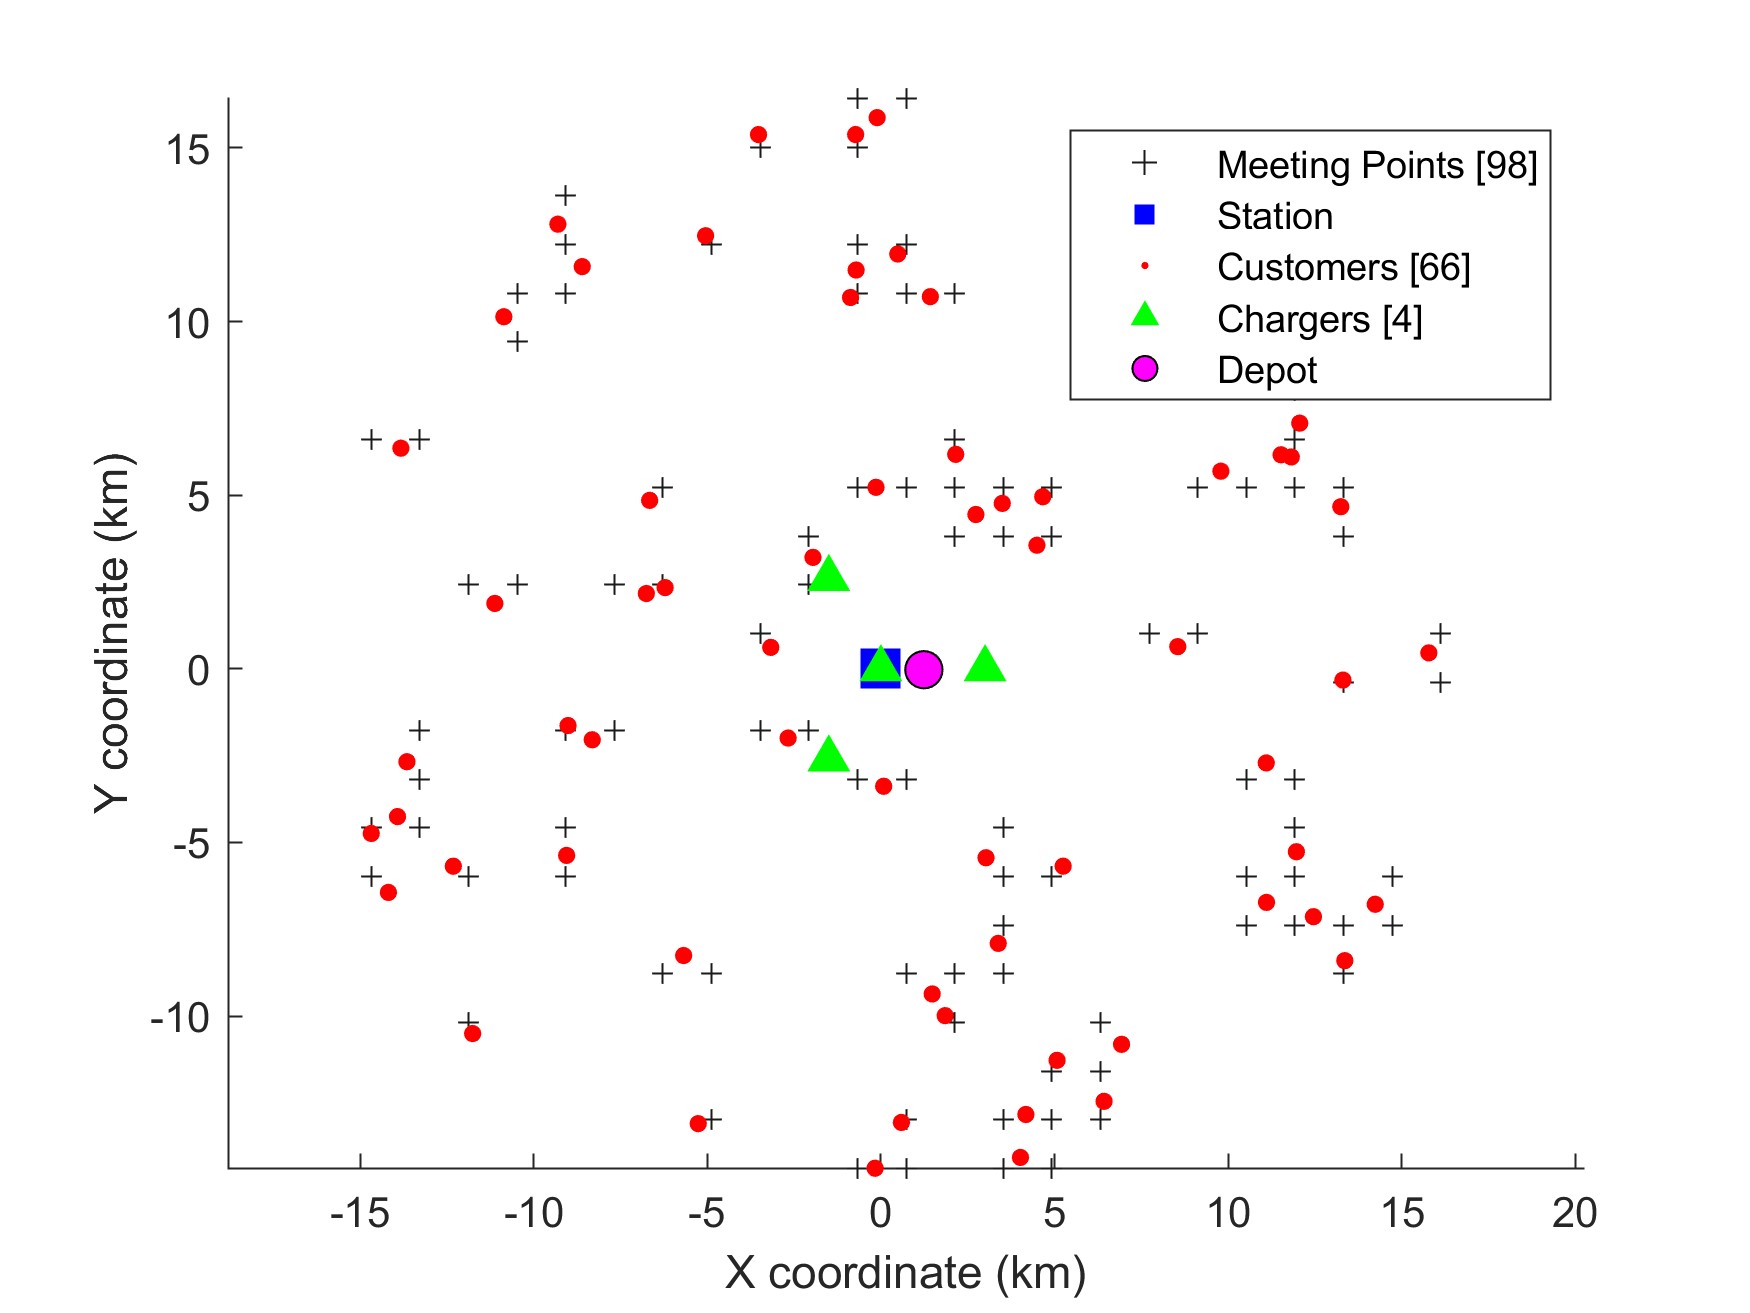 15
10
5
0
-5
-10
Y coordinate (km)
Meeting Points [98]
Station
Customers [66]
Chargers [4]
Depot
-15 -10 -5 0 5 10 15 20
X coordinate (km)